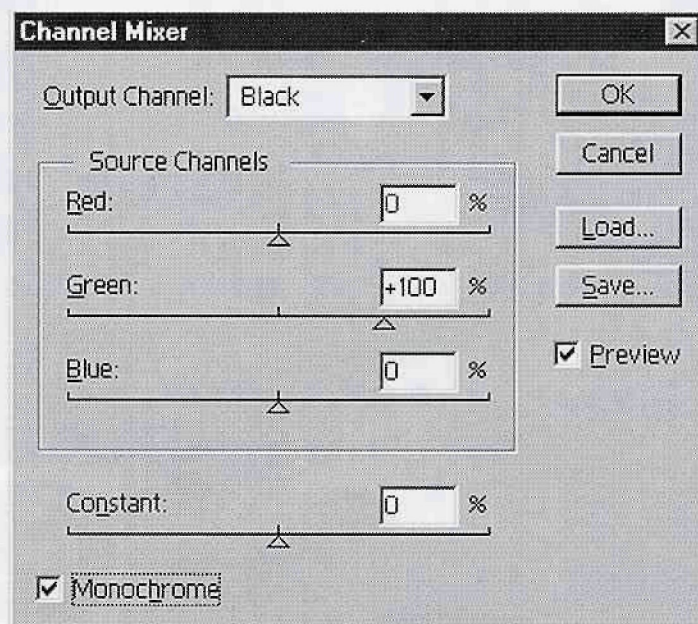 Channel Mixer
Output Channel: Black
OK
Cancel
Load...
Save...
Preview
Source Channels
Red: 0 %
Green: +100 %
Blue: 0 %
Constant: 0 %
Monochrome